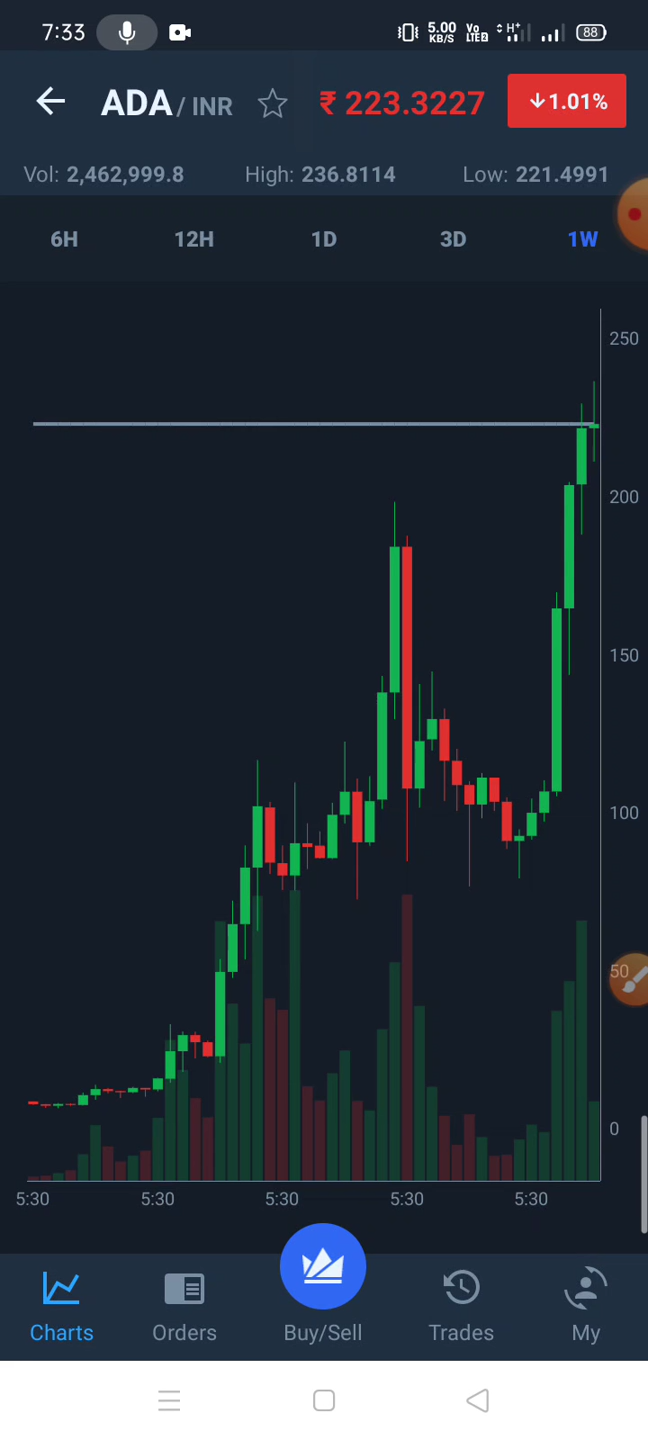 7:33 5.00 KB/S Vo LTE2 H+ 88
ADA / INR ₹ 223.3227 ↓1.01%
Vol: 2,462,999.8 High: 236.8114 Low: 221.4991
6H 12H 1D 3D 1W
250
200
150
100
50
0
5:30 5:30 5:30 5:30 5:30
Charts Orders Buy/Sell Trades My